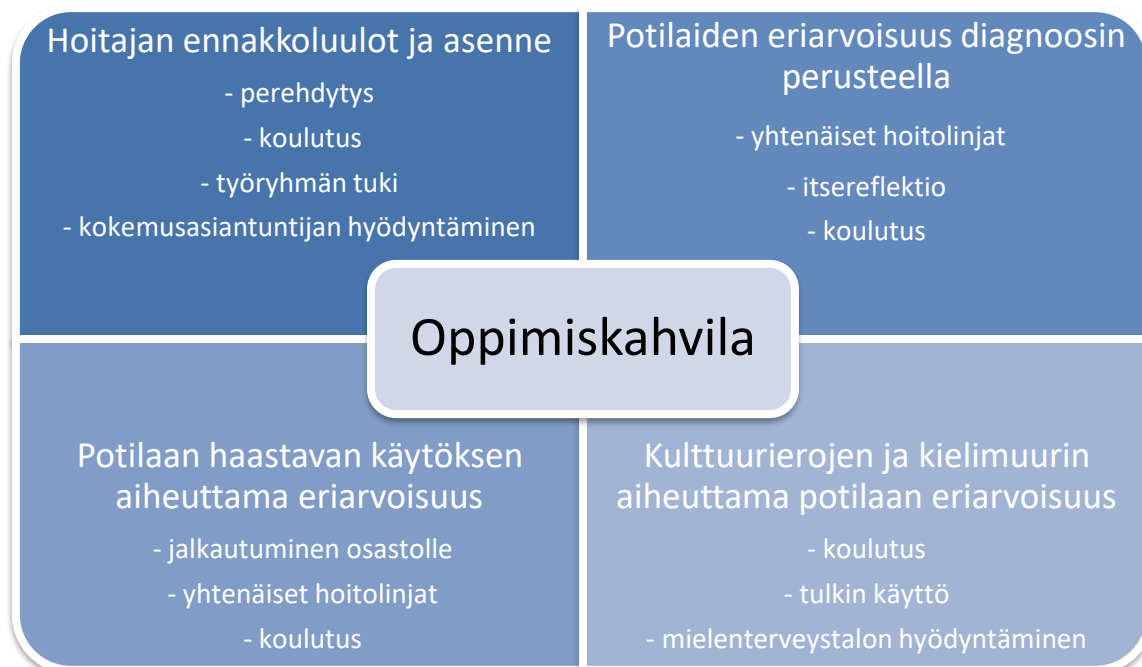 Hoitajan ennakkoluulot ja asenne
- perehdytys
- koulutus
- työryhmän tuki
- kokemusasiantuntijan hyödyntäminen
Potilaiden eriarvoisuus diagnoosin
perusteella
- yhtenäiset hoitolinjat
- itsereflektio
- koulutus
Oppimiskahvila
Potilaan haastavan käytöksen
aiheuttama eriarvoisuus
- jalkautuminen osastolle
- yhtenäiset hoitolinjat
- koulutus
Kulttuurierojen ja kielimuurin
aiheuttama potilaan eriarvoisuus
- koulutus
- tulkin käyttö
- mielenterveystalon hyödyntäminen